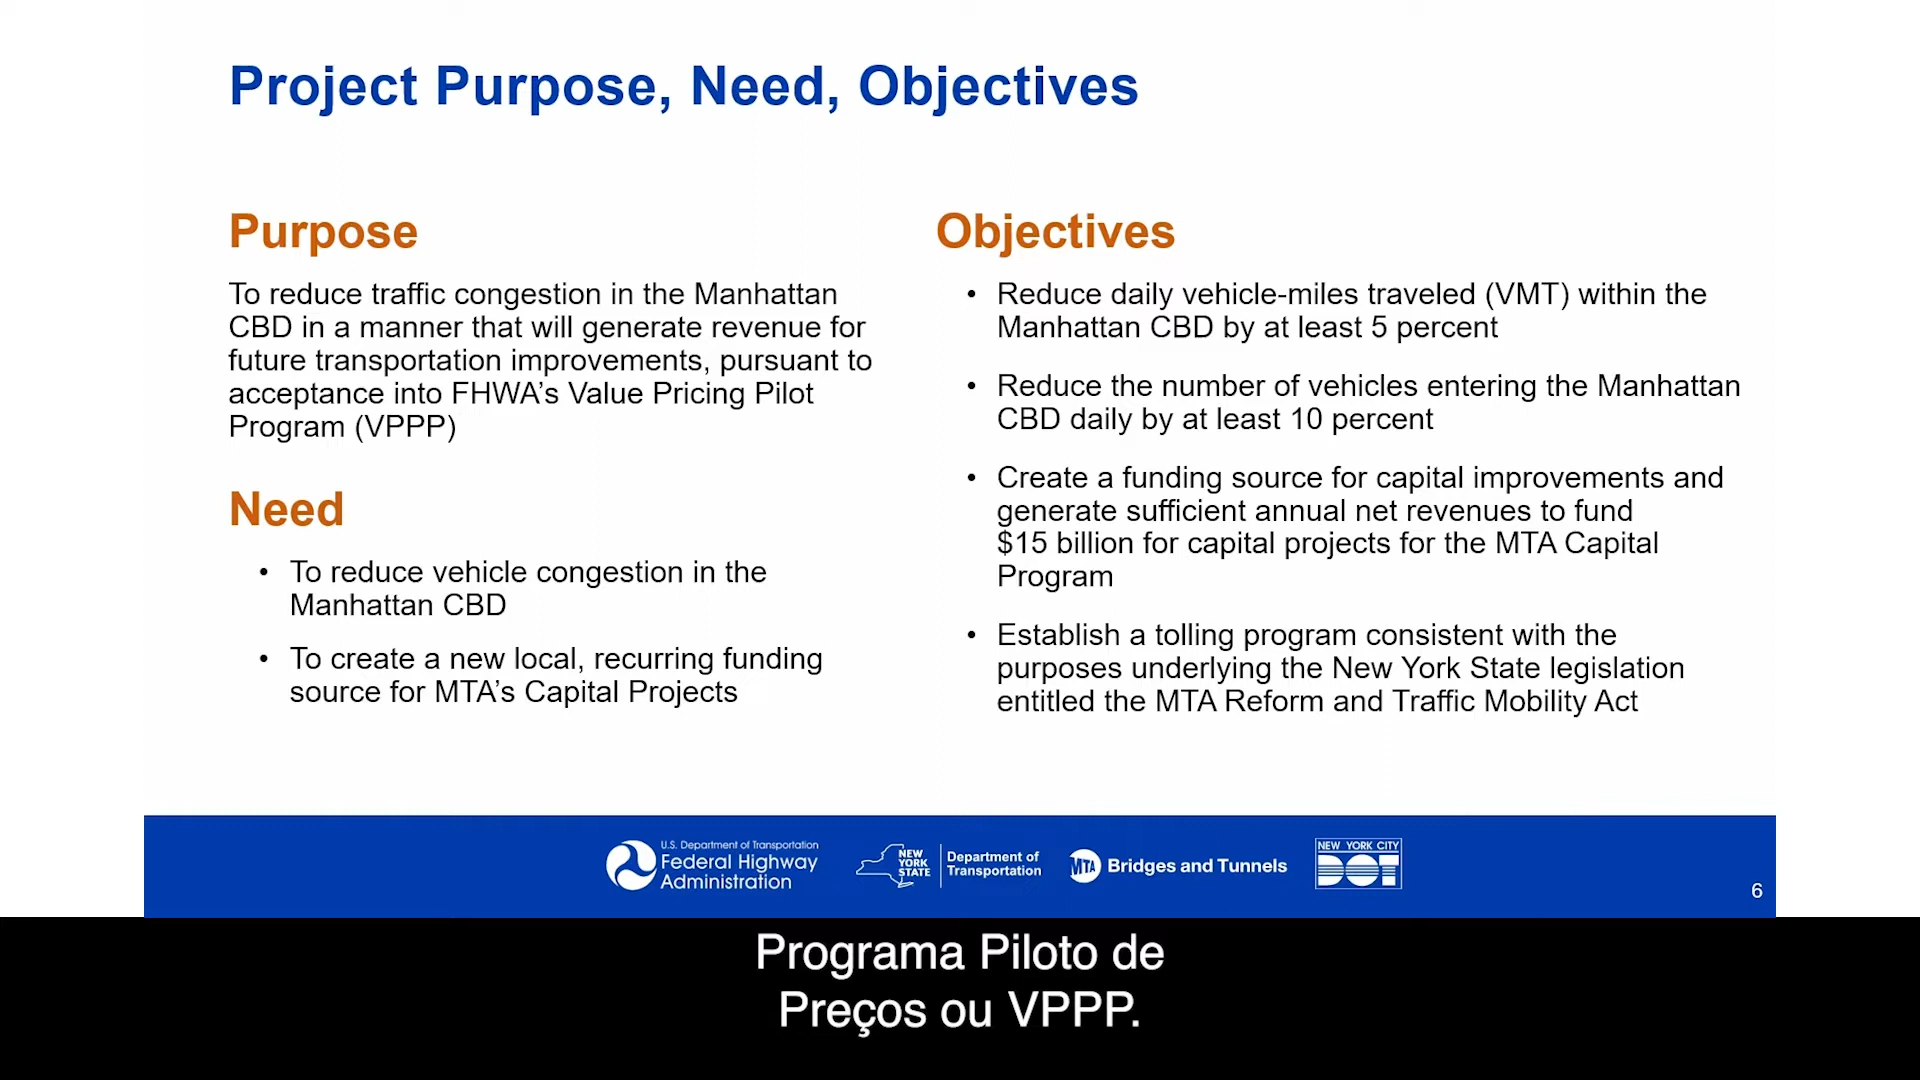 Project Purpose, Need, Objectives
Purpose
To reduce traffic congestion in the Manhattan
CBD in a manner that will generate revenue for
future transportation improvements, pursuant to
acceptance into FHWA’s Value Pricing Pilot
Program (VPPP)
Need
• To reduce vehicle congestion in the
Manhattan CBD
• To create a new local, recurring funding
source for MTA’s Capital Projects
Objectives
• Reduce daily vehicle-miles traveled (VMT) within the
Manhattan CBD by at least 5 percent
• Reduce the number of vehicles entering the Manhattan
CBD daily by at least 10 percent
• Create a funding source for capital improvements and
generate sufficient annual net revenues to fund
$15 billion for capital projects for the MTA Capital
Program
• Establish a tolling program consistent with the
purposes underlying the New York State legislation
entitled the MTA Reform and Traffic Mobility Act
U.S. Department of Transportation
Federal Highway
Administration
NEW
YORK
STATE
Department of
Transportation
MTA Bridges and Tunnels
NEW YORK CITY
DOT
6
Programa Piloto de
Preços ou VPPP.